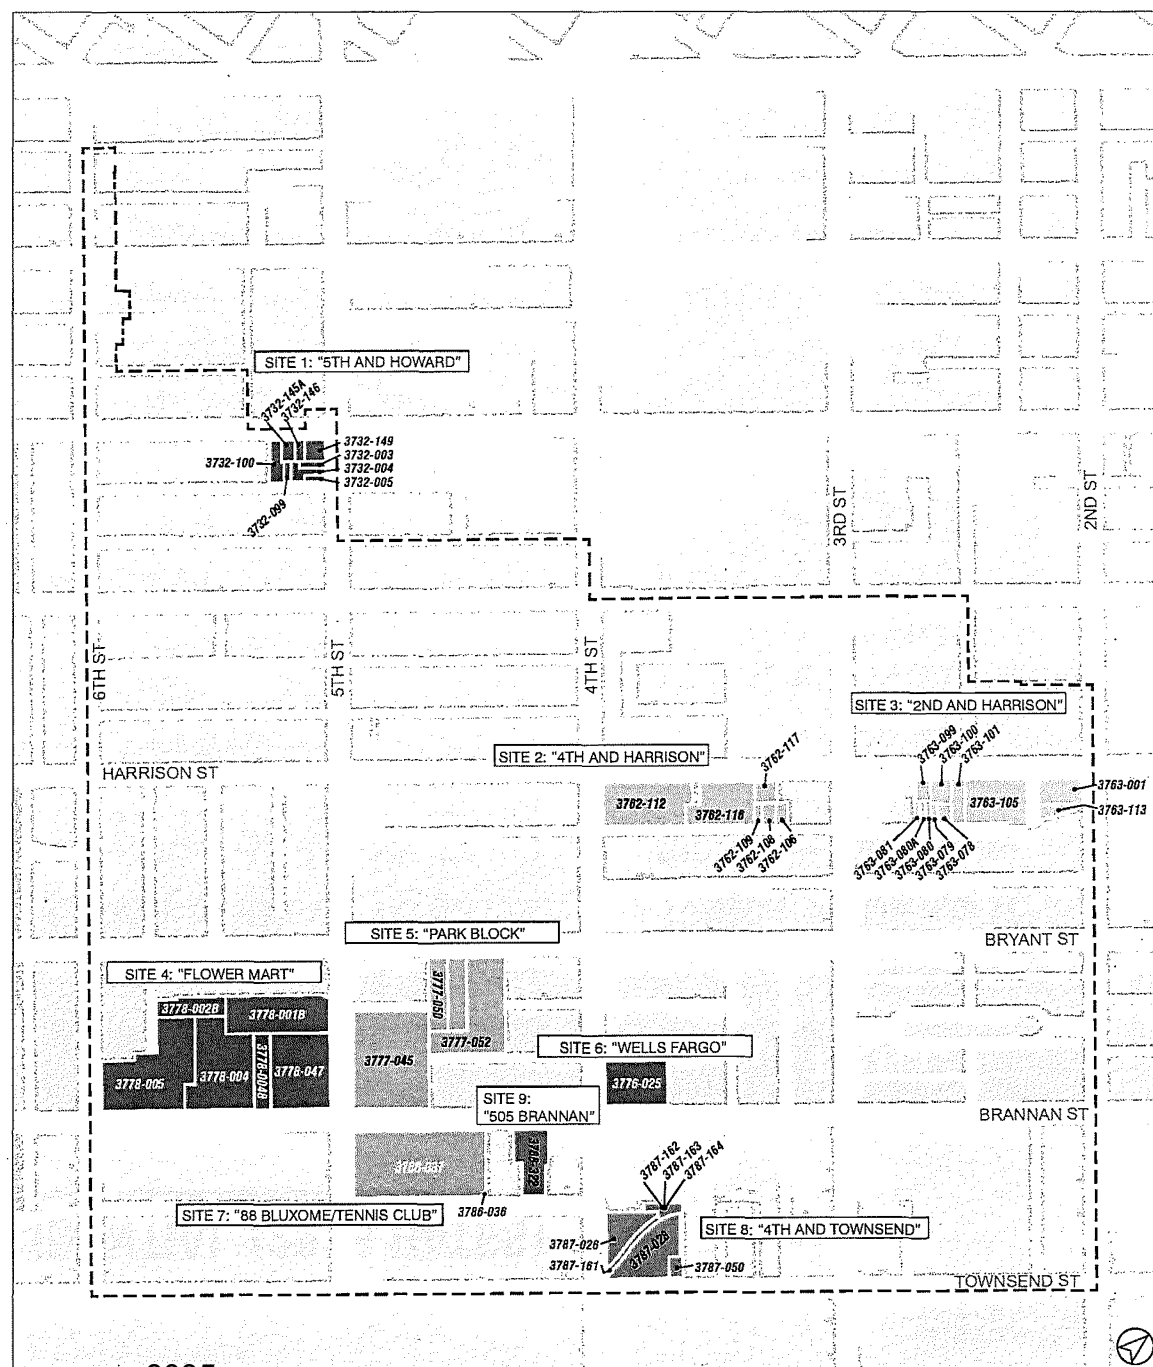 SITE 1: "5TH AND HOWARD"
3732-145A
3732-146
3732-149
3732-003
3732-004
3732-005
3732-100
3732-099
3RD ST
2ND ST
6TH ST
5TH ST
4TH ST
SITE 3: "2ND AND HARRISON"
SITE 2: "4TH AND HARRISON"
HARRISON ST
3762-117
3762-112
3762-116
3762-109
3762-108
3762-106
3763-099
3763-100
3763-101
3763-105
3763-001
3763-113
3763-081
3763-080A
3763-080
3763-079
3763-078
BRYANT ST
SITE 5: "PARK BLOCK"
SITE 4: "FLOWER MART"
3778-002B
3778-001B
3778-005
3778-004
3778-004B
3778-047
3777-050
3777-052
3777-045
SITE 6: "WELLS FARGO"
3776-025
SITE 9:
"505 BRANNAN"
BRANNAN ST
3786-036
SITE 7: "88 BLUXOME/TENNIS CLUB"
3787-162
3787-163
3787-164
SITE 8: "4TH AND TOWNSEND"
3787-026
3787-161
3787-028
3787-050
TOWNSEND ST